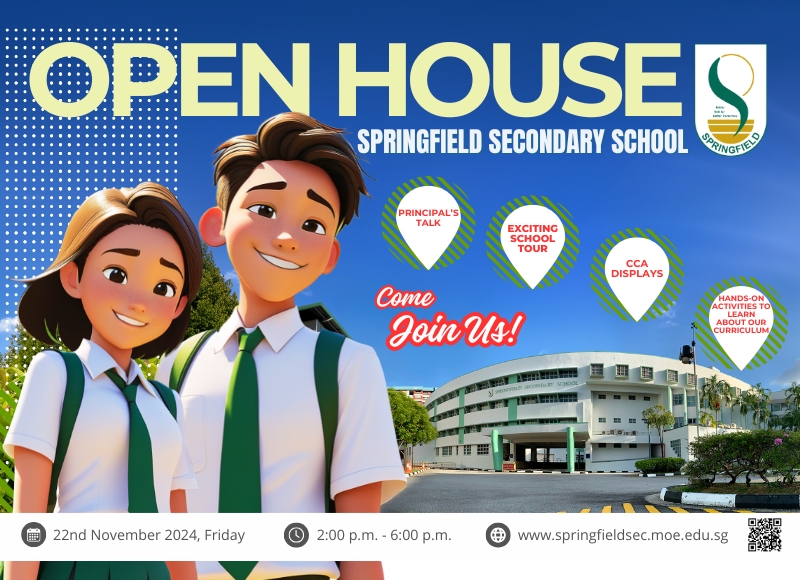 OPEN HOUSE
SPRINGFIELD SECONDARY SCHOOL
SPRINGFIELD
PRINCIPAL'S
TALK
EXCITING
SCHOOL
TOUR
CCA
DISPLAYS
HANDS-ON
ACTIVITIES TO
LEARN
ABOUT OUR
CURRICULUM
Come
Join Us!
SPRINGFIELD SECONDARY SCHOOL
22nd November 2024, Friday
2:00 p.m. - 6:00 p.m.
www.springfieldsec.moe.edu.sg